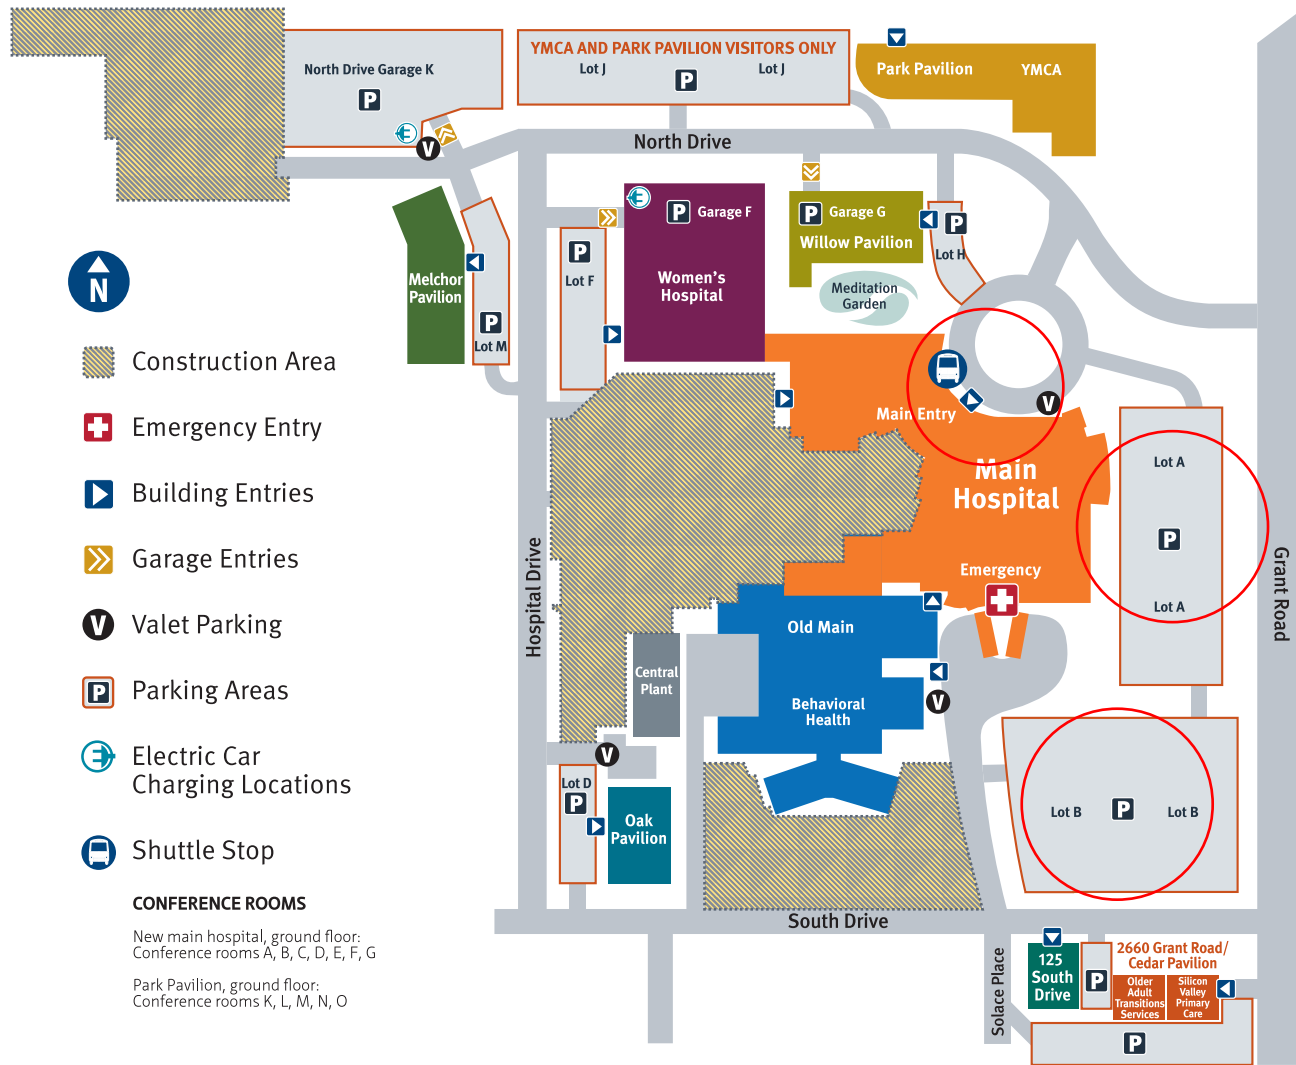 YMCA AND PARK PAVILION VISITORS ONLY
Lot J
Lot J
P
North Drive Garage K
P
E
V
Park Pavilion
YMCA
North Drive
P
Garage F
E
Women's
Hospital
P
Garage G
Willow Pavilion
P
Lot H
Meditation
Garden
P
Lot F
Melchor
Pavilion
P
Lot M
N
Construction Area
Emergency Entry
Building Entries
Garage Entries
V
Valet Parking
P
Parking Areas
E
Electric Car
Charging Locations
Shuttle Stop
CONFERENCE ROOMS
New main hospital, ground floor:
Conference rooms A, B, C, D, E, F, G
Park Pavilion, ground floor:
Conference rooms K, L, M, N, O
Main Entry
V
Main
Hospital
Emergency
Lot A
P
Lot A
Grant Road
Hospital Drive
Old Main
Behavioral
Health
V
Central
Plant
V
Lot D
P
Oak
Pavilion
Lot B
P
Lot B
South Drive
Solace Place
125
South
Drive
P
2660 Grant Road/
Cedar Pavilion
Older
Adult
Transitions
Services
Silicon
Valley
Primary
Care
P